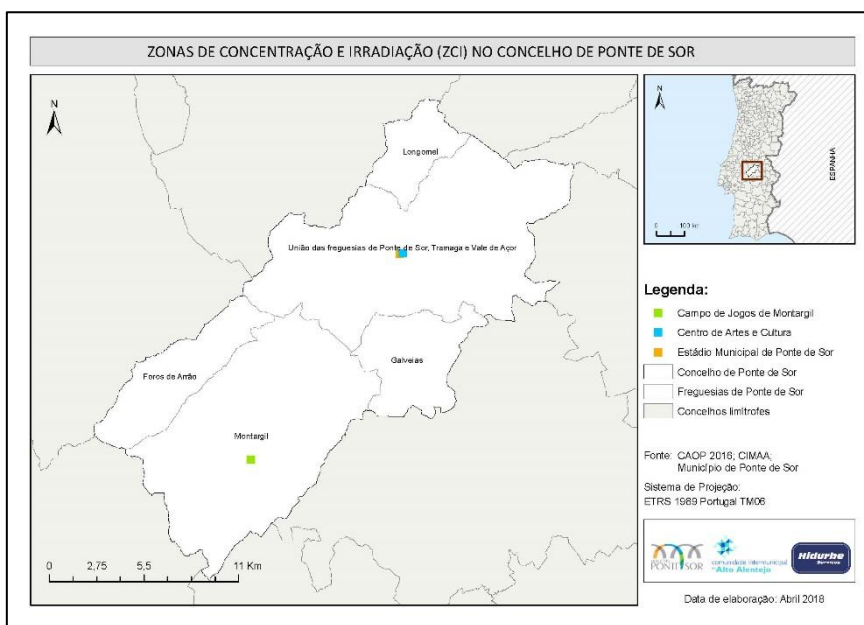 ZONAS DE CONCENTRAÇÃO E IRRADIAÇÃO (ZCI) NO CONCELHO DE PONTE DE SOR
N
Longomel
União das freguesias de Ponte de Sor, Tramaga e Vale de Açor
Galveias
Foros de Arrão
Montargil
0 2,75 5,5 11 Km
N
ESPANHA
0 100 km
Legenda:
Campo de Jogos de Montargil
Centro de Artes e Cultura
Estádio Municipal de Ponte de Sor
Concelho de Ponte de Sor
Freguesias de Ponte de Sor
Concelhos limítrofes
Fonte: CAOP 2016; CIMAA;
Município de Ponte de Sor
Sistema de Projeção:
ETRS 1989 Portugal TM06
PONTE SOR
comunidade intermunicipal
do Alto Alentejo
Hidurbe
Serviços
Data de elaboração: Abril 2018